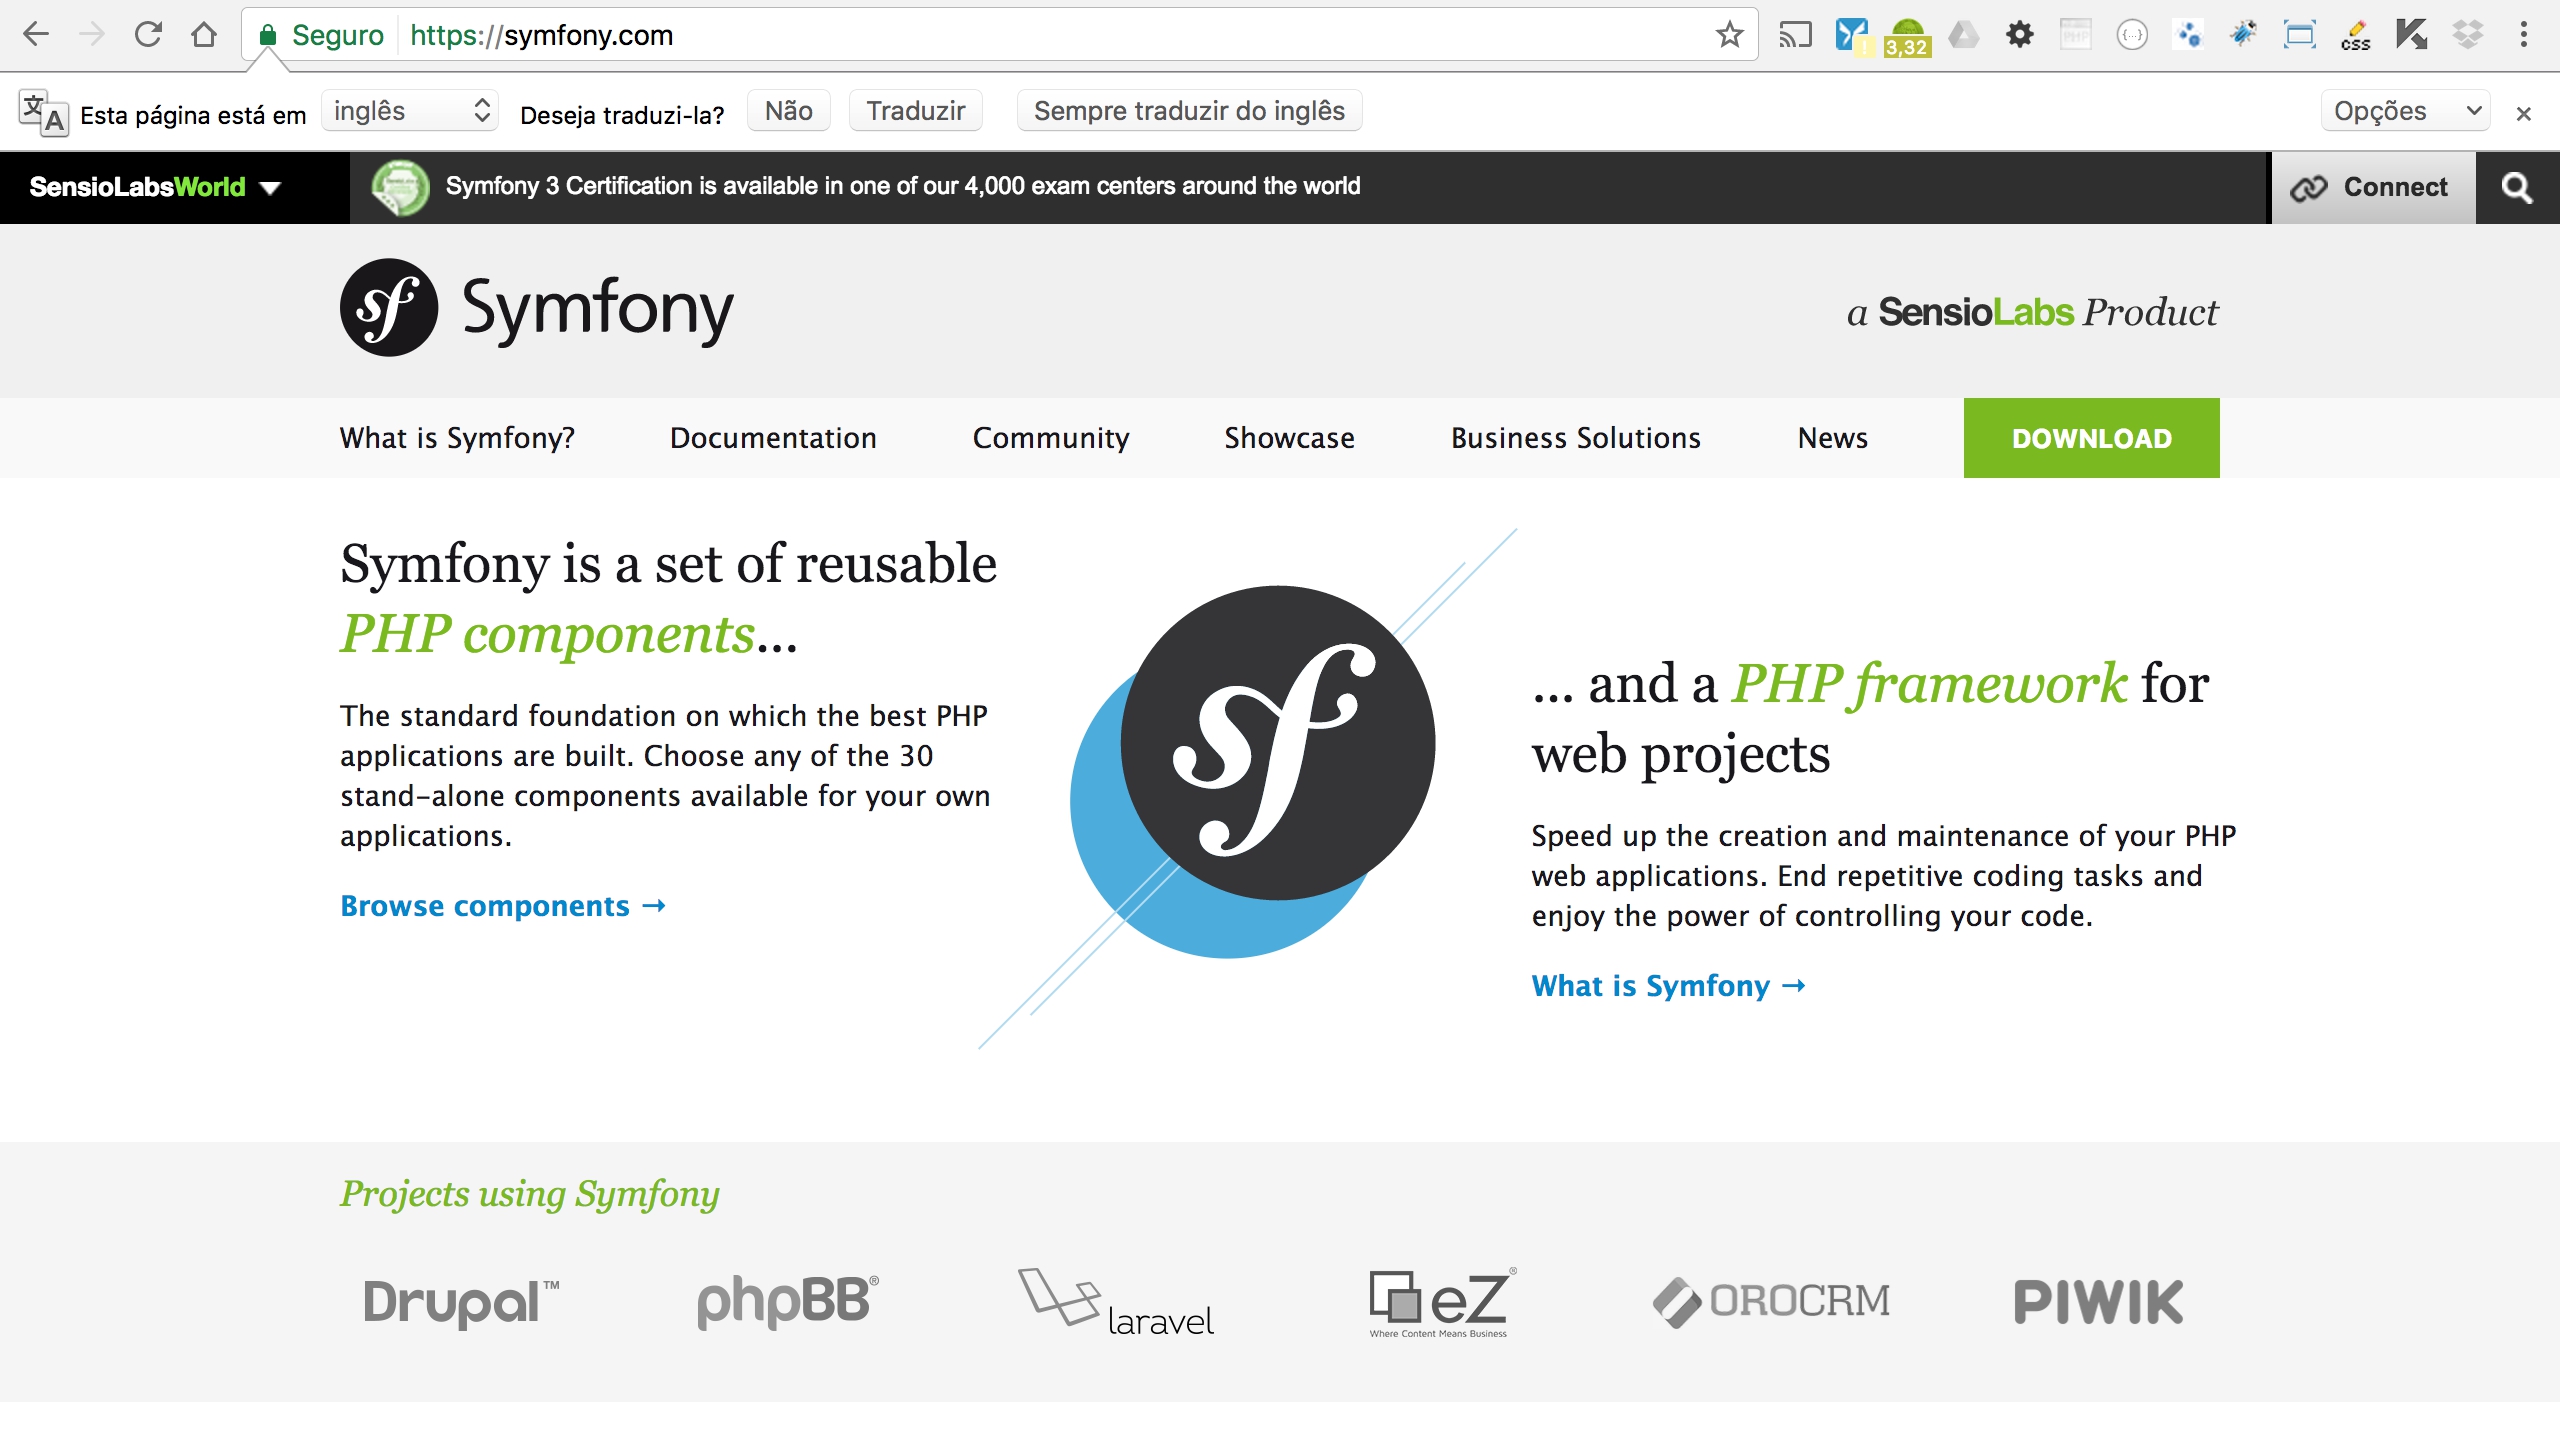 Seguro https://symfony.com
3,32
css
Esta página está em inglês Deseja traduzi-la? Não Traduzir Sempre traduzir do inglês Opções
SensioLabsWorld Symfony 3 Certification is available in one of our 4,000 exam centers around the world Connect
sf Symfony
a SensioLabs Product
What is Symfony? Documentation Community Showcase Business Solutions News DOWNLOAD
Symfony is a set of reusable
PHP components...
The standard foundation on which the best PHP
applications are built. Choose any of the 30
stand-alone components available for your own
applications.
Browse components →
sf
... and a PHP framework for
web projects
Speed up the creation and maintenance of your PHP
web applications. End repetitive coding tasks and
enjoy the power of controlling your code.
What is Symfony →
Projects using Symfony
Drupal™ phpBB® laravel eZ® OROCRM PIWIK
Where Content Means Business